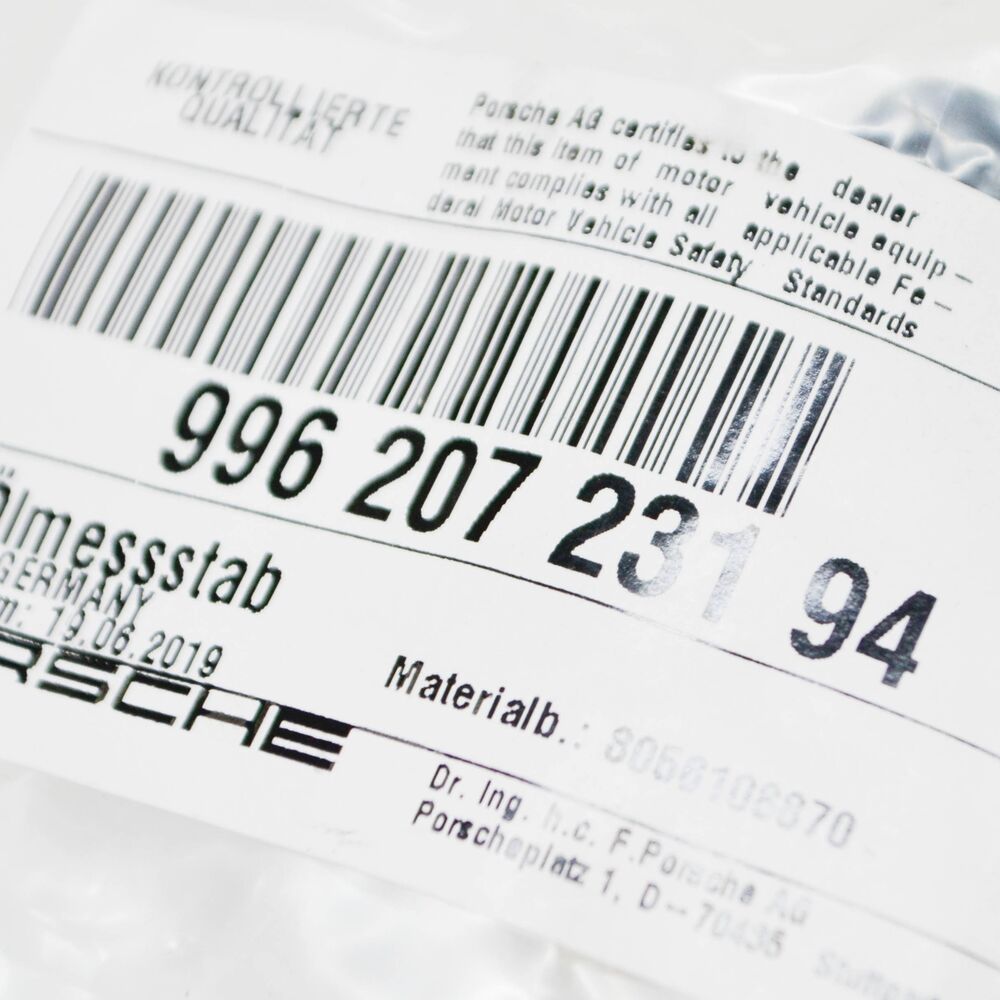 KONTROLLIERTE
QUALITÄT
Porsche AG certifies to the dealer
that this item of motor vehicle equip-
ment complies with all applicable Fe-
deral Motor Vehicle Safety Standards
996 207 231 94
ölmessstab
GERMANY
m: 19.06.2019
RSCHE
Materialb.:
Dr. Ing. h.c. F.Porsche AG
Porscheplatz 1, D--70435